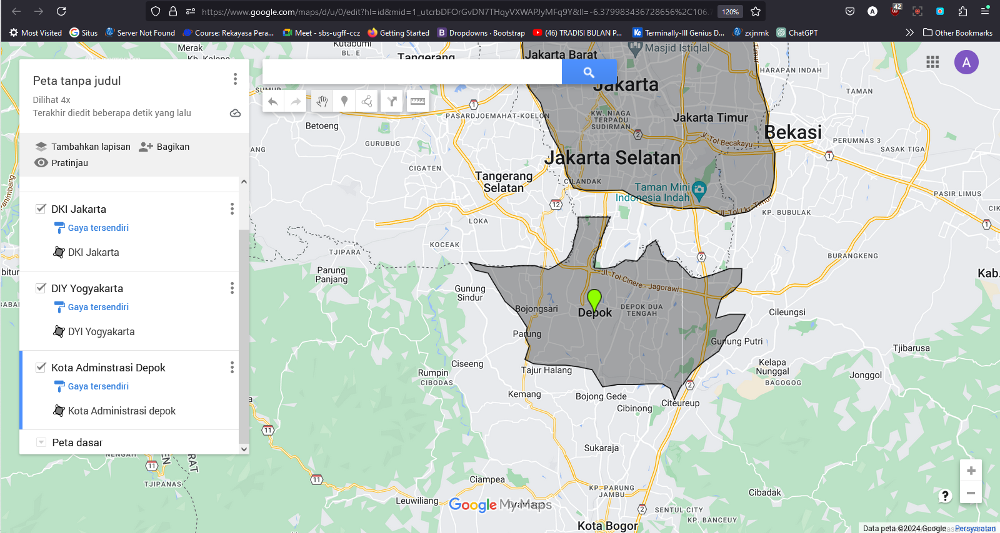 https://www.google.com/maps/d/u/0/edit?hl=id&mid=1_utcrbDFOrGvDN7THqyVXWAPJyMFq9Y&ll=-6.379983436728656%2C106.7
120%
42
Most Visited
Situs
Server Not Found
Course: Rekayasa Pera...
Meet - sbs-ugff-ccz
Getting Started
Dropdowns · Bootstrap
(46) TRADISI BULAN P...
Terminally-Ill Genius D...
zxjnmk
ChatGPT
Other Bookmarks
Peta tanpa judul
Dilihat 4x
Terakhir diedit beberapa detik yang lalu
Tambahkan lapisan
Bagikan
Pratinjau
DKI Jakarta
Gaya tersendiri
DKI Jakarta
DIY Yogyakarta
Gaya tersendiri
DYI Yogyakarta
Kota Adminstrasi Depok
Gaya tersendiri
Kota Administrasi depok
Peta dasar
A
Merak
Kutabumi
BL. E
Tangerang
Jakarta Barat
Masjid Istiqlal
Jakarta
HARAPAN INDAH
TAMAN
PASARDJOEMAHAT-KOELON
KW. NIAGA
TERPADU
SUDIRMAN
Jakarta Timur
Betoeng
GURUBUG
Jl. Tol Becakayu
Bekasi
PERUMNAS 3
SASAK TIGA
Jakarta Selatan
CIGATEN
Tangerang
Selatan
CILANDAK
Taman Mini
Indonesia Indah
PASIR LIMUS
KP. BUBULAK
LOKA
KOCEAK
TJIPARA
BURANGKENG
Parung
Panjang
Jl. Tol Cinere - Jagorawi
Kab.
Gunung
Sindur
Bojongsari
Depok
DEPOK DUA
TENGAH
Cileungsi
Parung
Gunung Putri
Tjibarusa
Ciseeng
Rumpin
CIBODAS
Tajur Halang
Kelapa
Nunggal
BAGOGOG
Jonggol
Kemang
Bojong Gede
Cibinong
Citeureup
Sukaraja
TJIPANAS
Ciampea
KP. PARUNG
JAMBU
Cibadak
Leuwiliang
Google My Maps
SENTUL CITY
KP. BANCEUY
Kota Bogor
Data peta ©2024 Google
Persyaratan